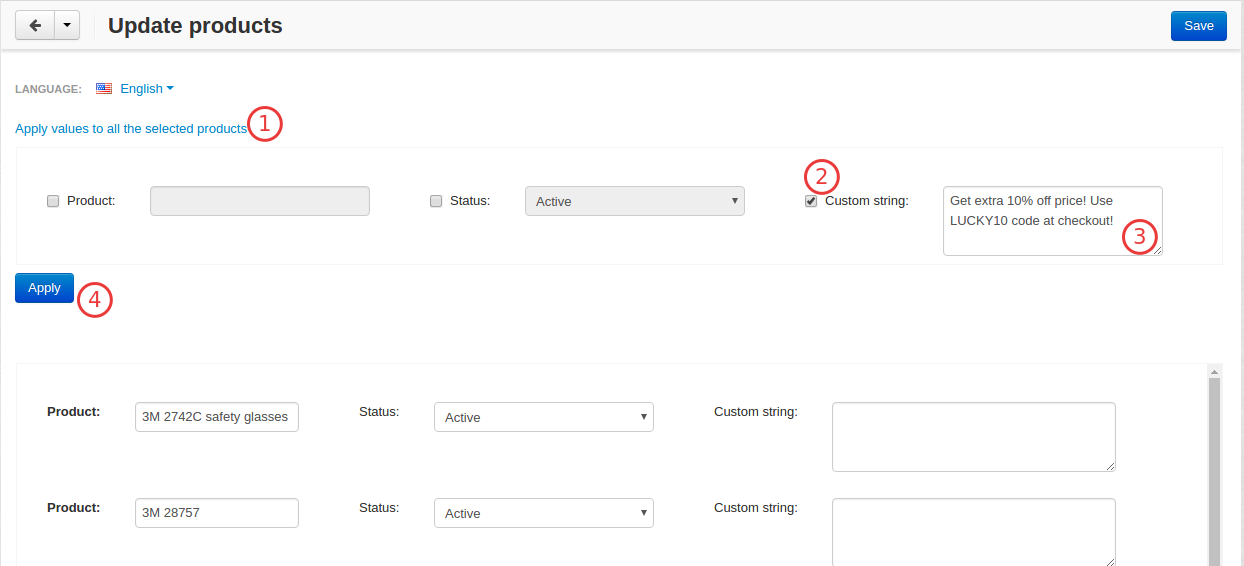 Update products
Save
LANGUAGE: English
Apply values to all the selected products 1
2
Product: Status: Active Custom string: Get extra 10% off price! Use
LUCKY10 code at checkout!
3
Apply 4
Product: 3M 2742C safety glasses Status: Active Custom string:
Product: 3M 28757 Status: Active Custom string: